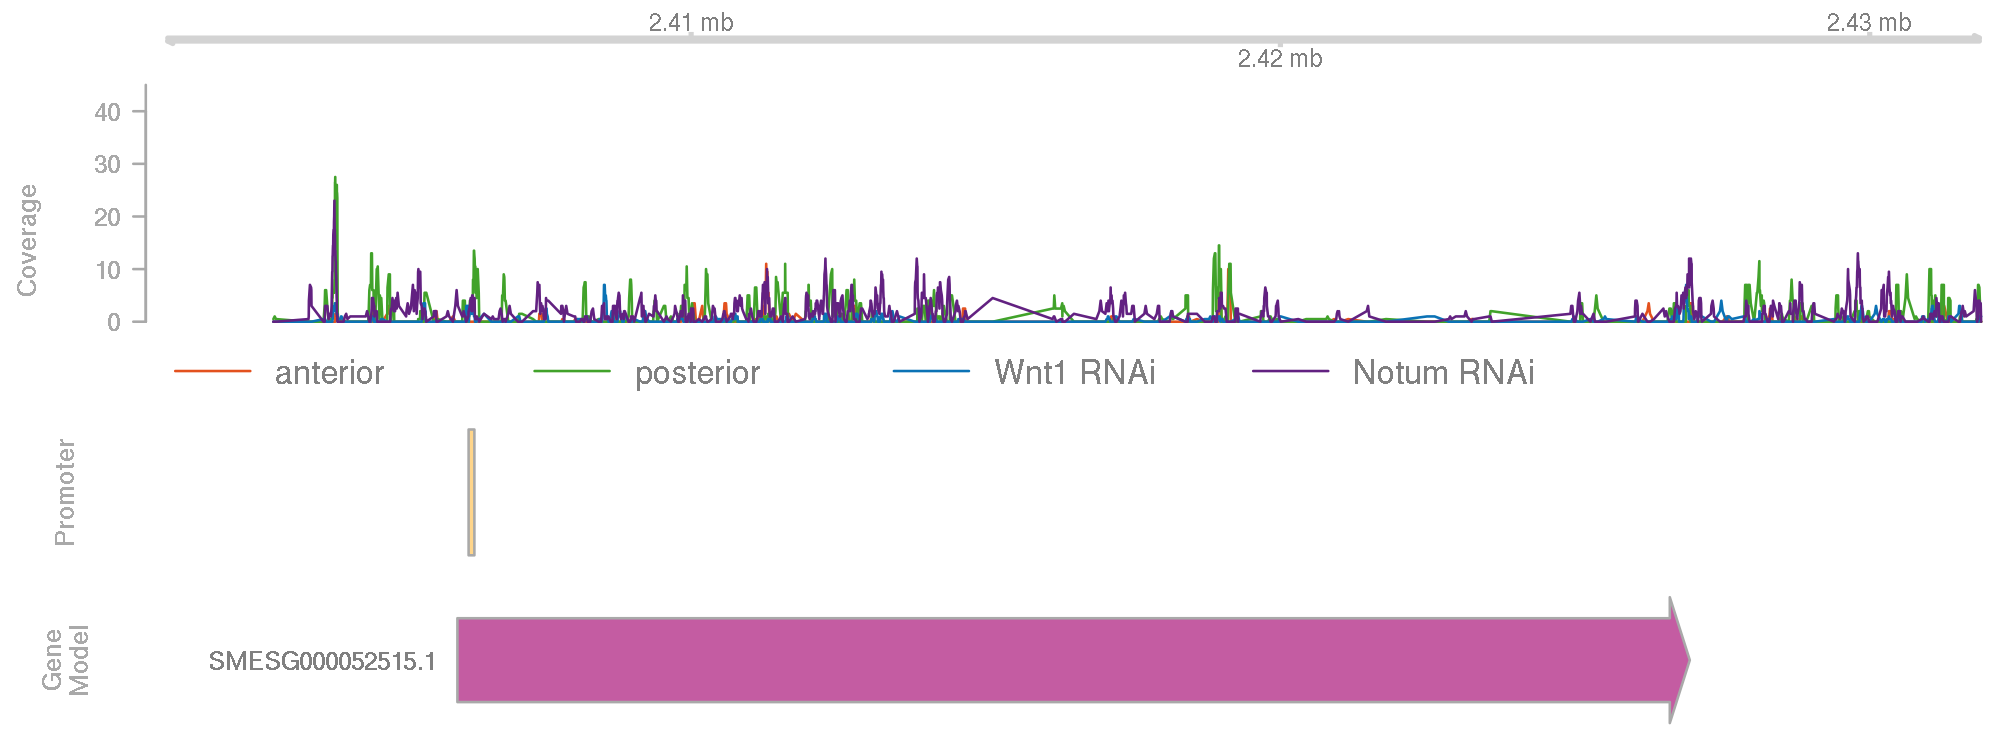 2.41 mb
2.43 mb
2.42 mb
Coverage
40
30
20
10
0
anterior
posterior
Wnt1 RNAi
Notum RNAi
Promoter
Gene
Model
SMESG000052515.1